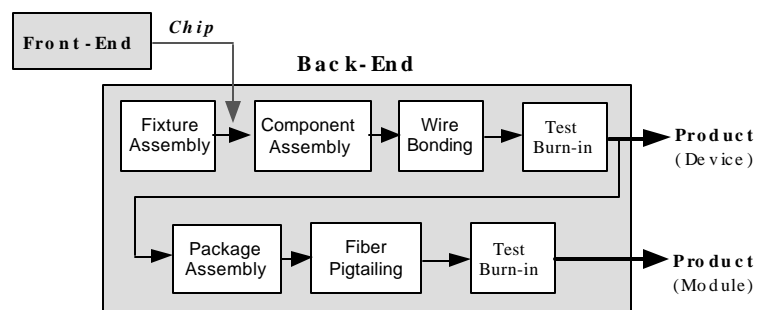 Front-End
Chip
Back-End
Fixture
Assembly
Component
Assembly
Wire
Bonding
Test
Burn-in
Product
(Device)
Package
Assembly
Fiber
Pigtailing
Test
Burn-in
Product
(Module)